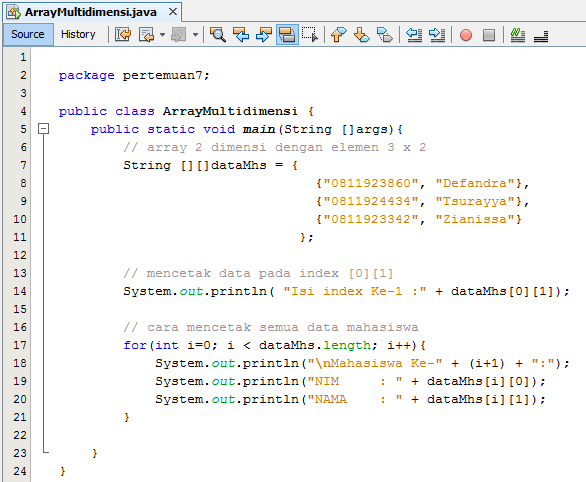 ArrayMultidimensi.java
Source History
1
2 package pertemuan7;
3
4 public class ArrayMultidimensi {
5 public static void main(String []args){
6 // array 2 dimensi dengan elemen 3 x 2
7 String [][]dataMhs = {
8 {"0811923860", "Defandra"},
9 {"0811924434", "Tsurayya"},
10 {"0811923342", "Zianissa"}
11 };
12
13 // mencetak data pada index [0][1]
14 System.out.println( "Isi index Ke-1 :" + dataMhs[0][1]);
15
16 // cara mencetak semua data mahasiswa
17 for(int i=0; i < dataMhs.length; i++){
18 System.out.println("\nMahasiswa Ke-" + (i+1) + ":");
19 System.out.println("NIM     : " + dataMhs[i][0]);
20 System.out.println("NAMA    : " + dataMhs[i][1]);
21 }
22
23 }
24 }